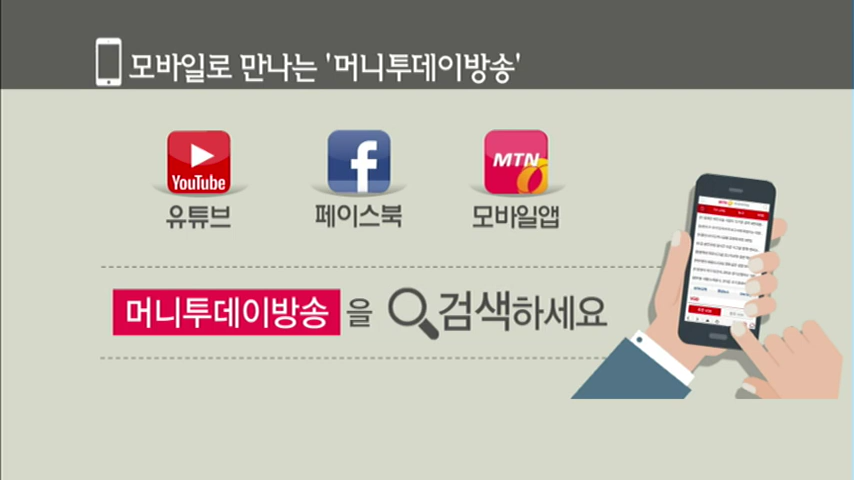 모바일로 만나는 '머니투데이방송'
YouTube
MTN
유튜브
페이스북
모바일앱
머니투데이방송을 검색하세요